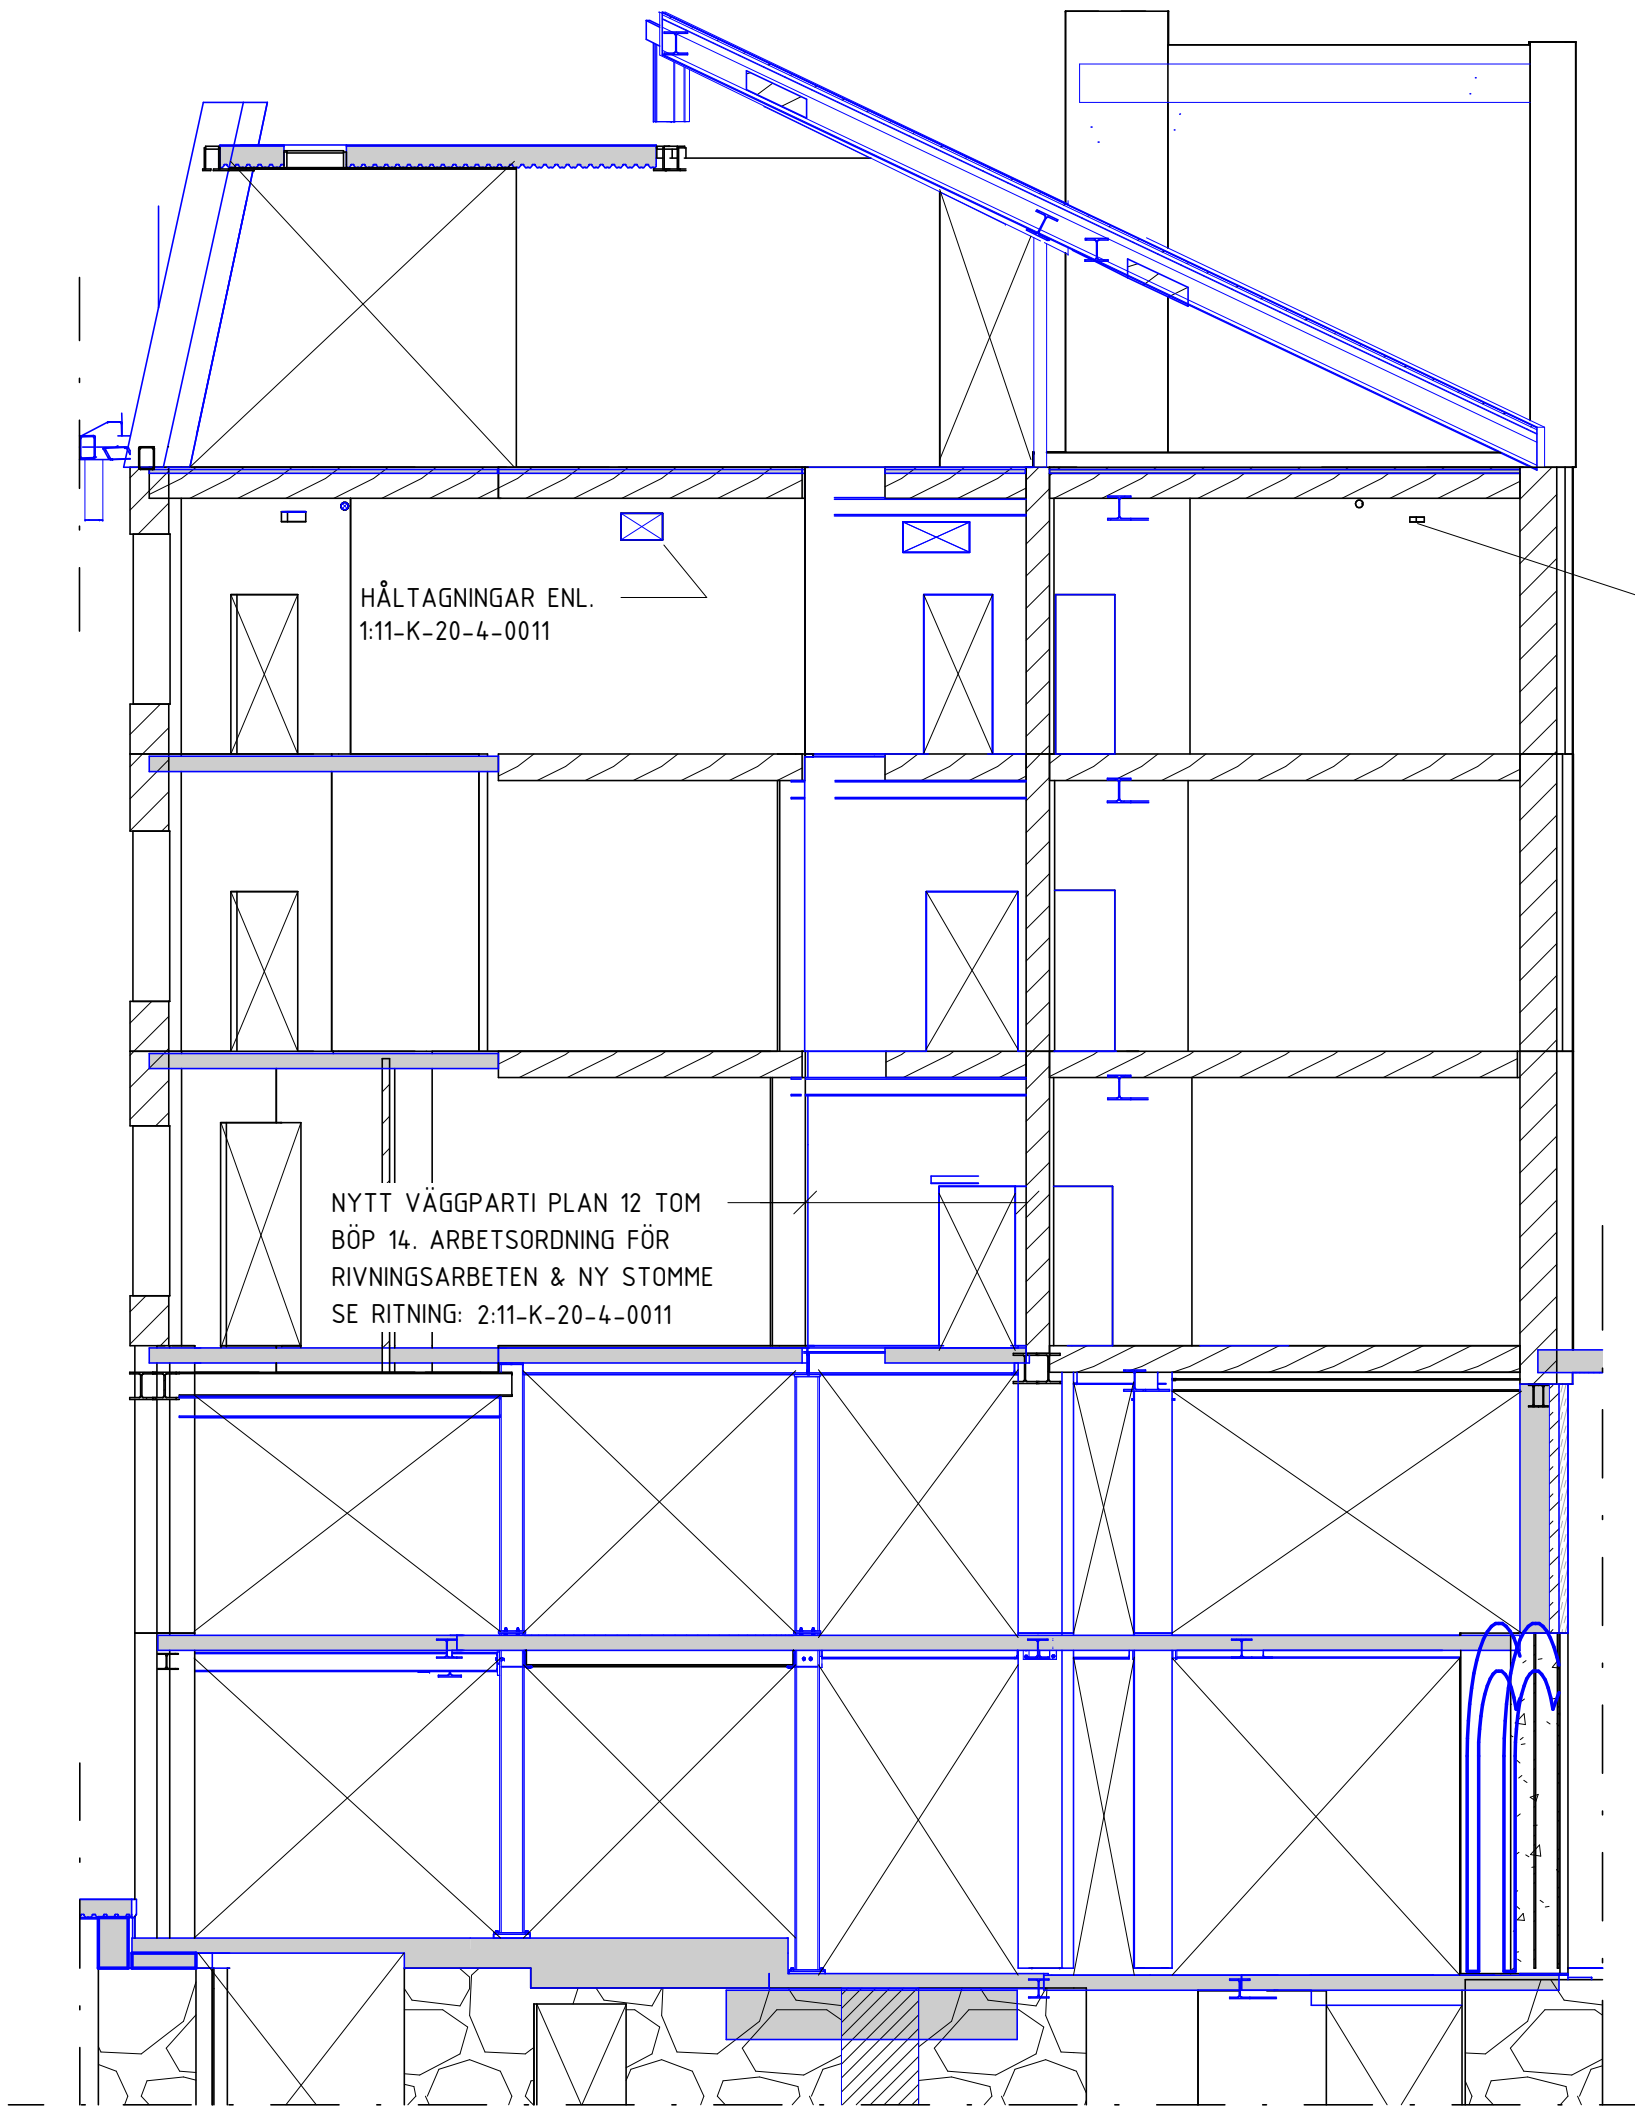 HÅLTAGNINGAR ENL.
1:11-K-20-4-0011
NYTT VÄGGPARTI PLAN 12 TOM
BÖP 14. ARBETSORDNING FÖR
RIVNINGSARBETEN & NY STOMME
SE RITNING: 2:11-K-20-4-0011